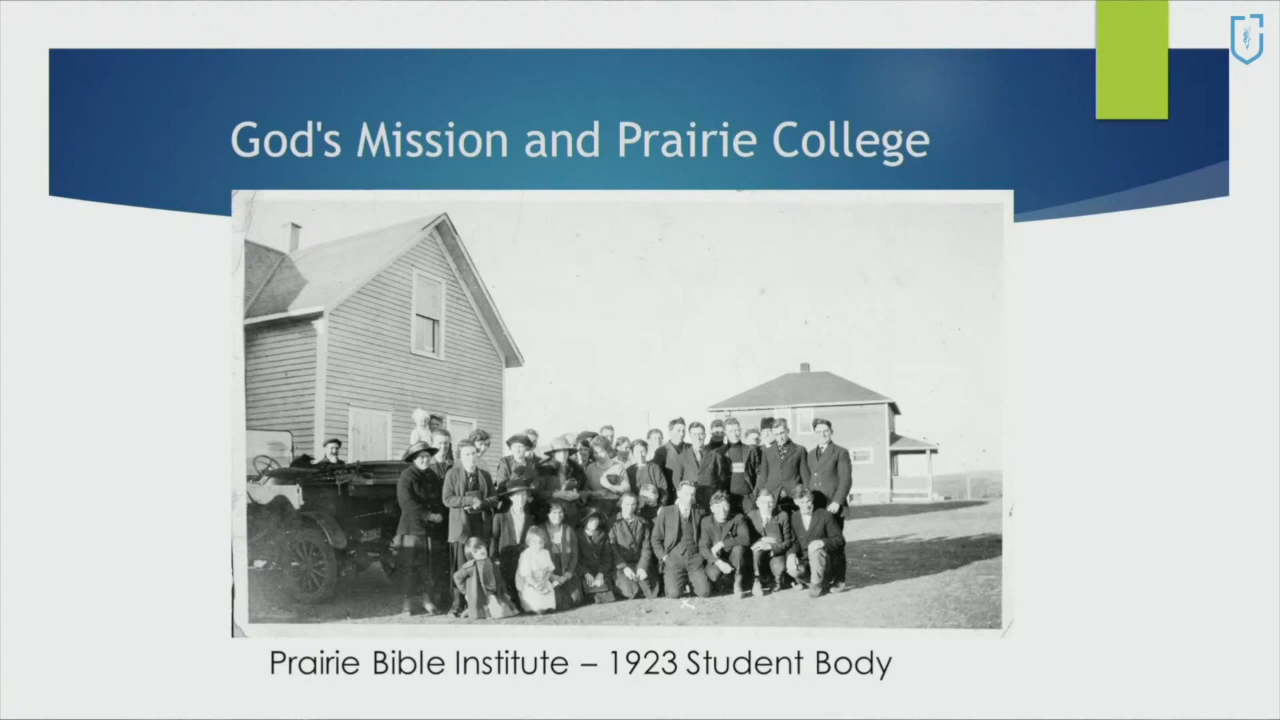 God's Mission and Prairie College
Prairie Bible Institute – 1923 Student Body